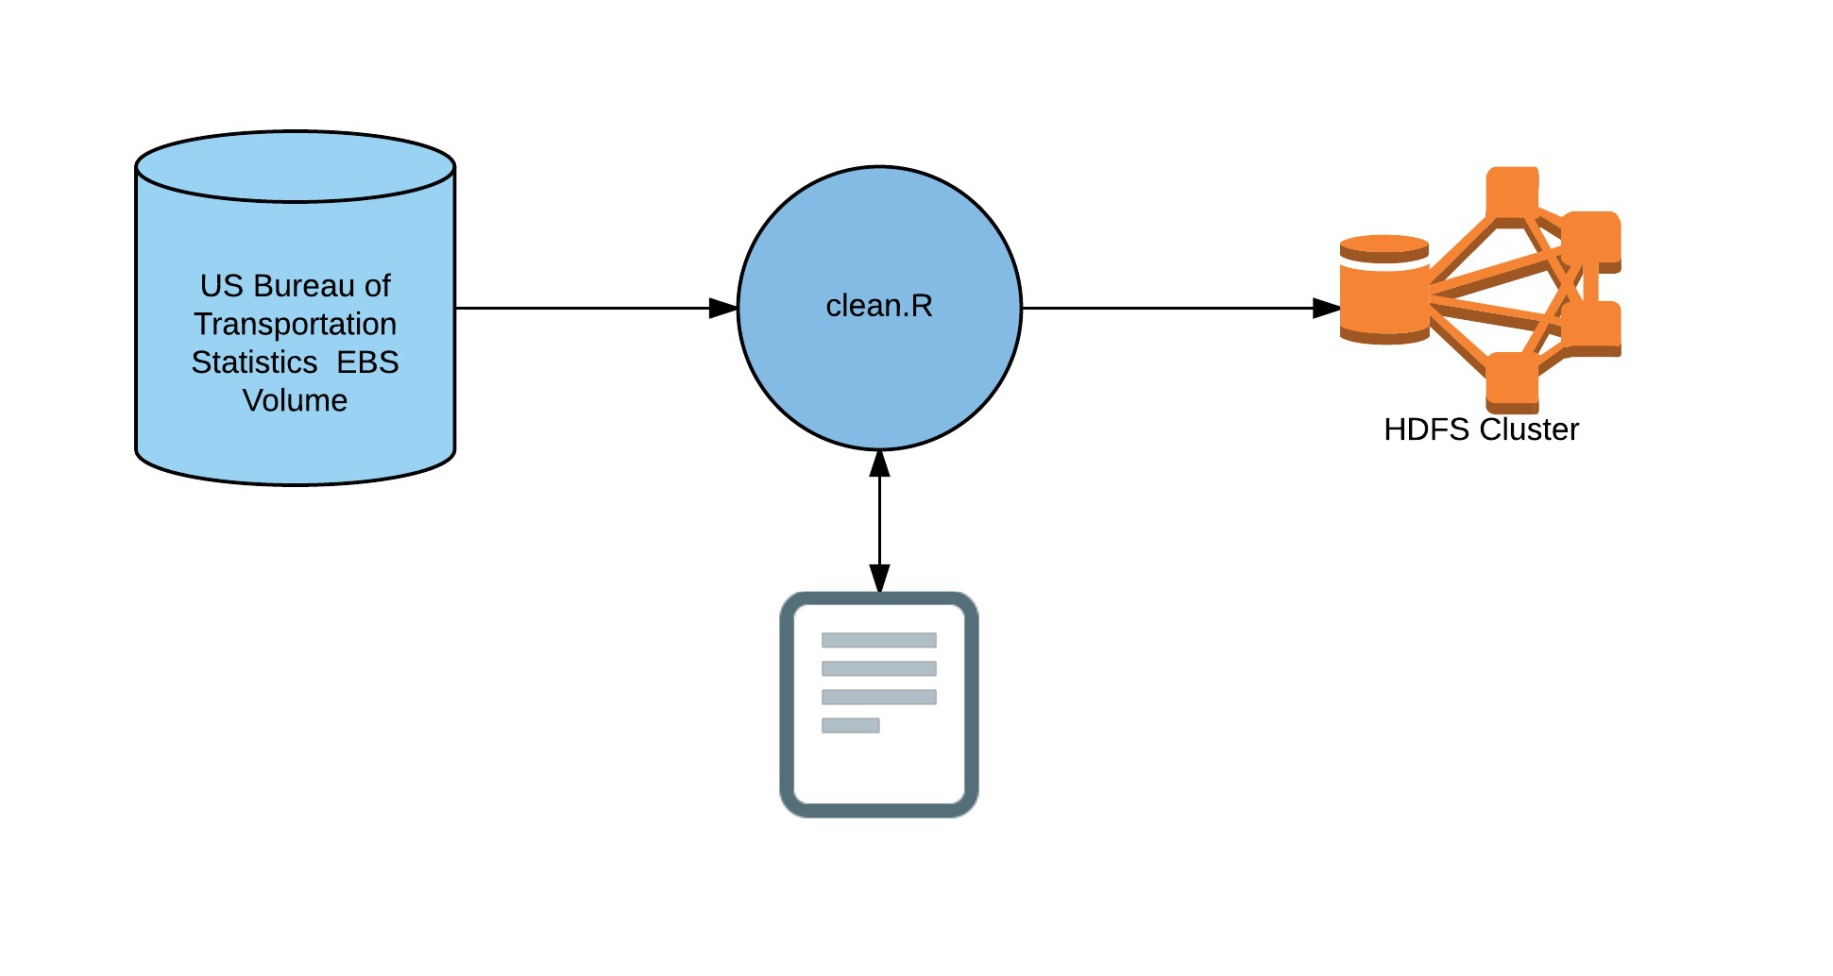 US Bureau of
Transportation
Statistics  EBS
Volume
clean.R
HDFS Cluster